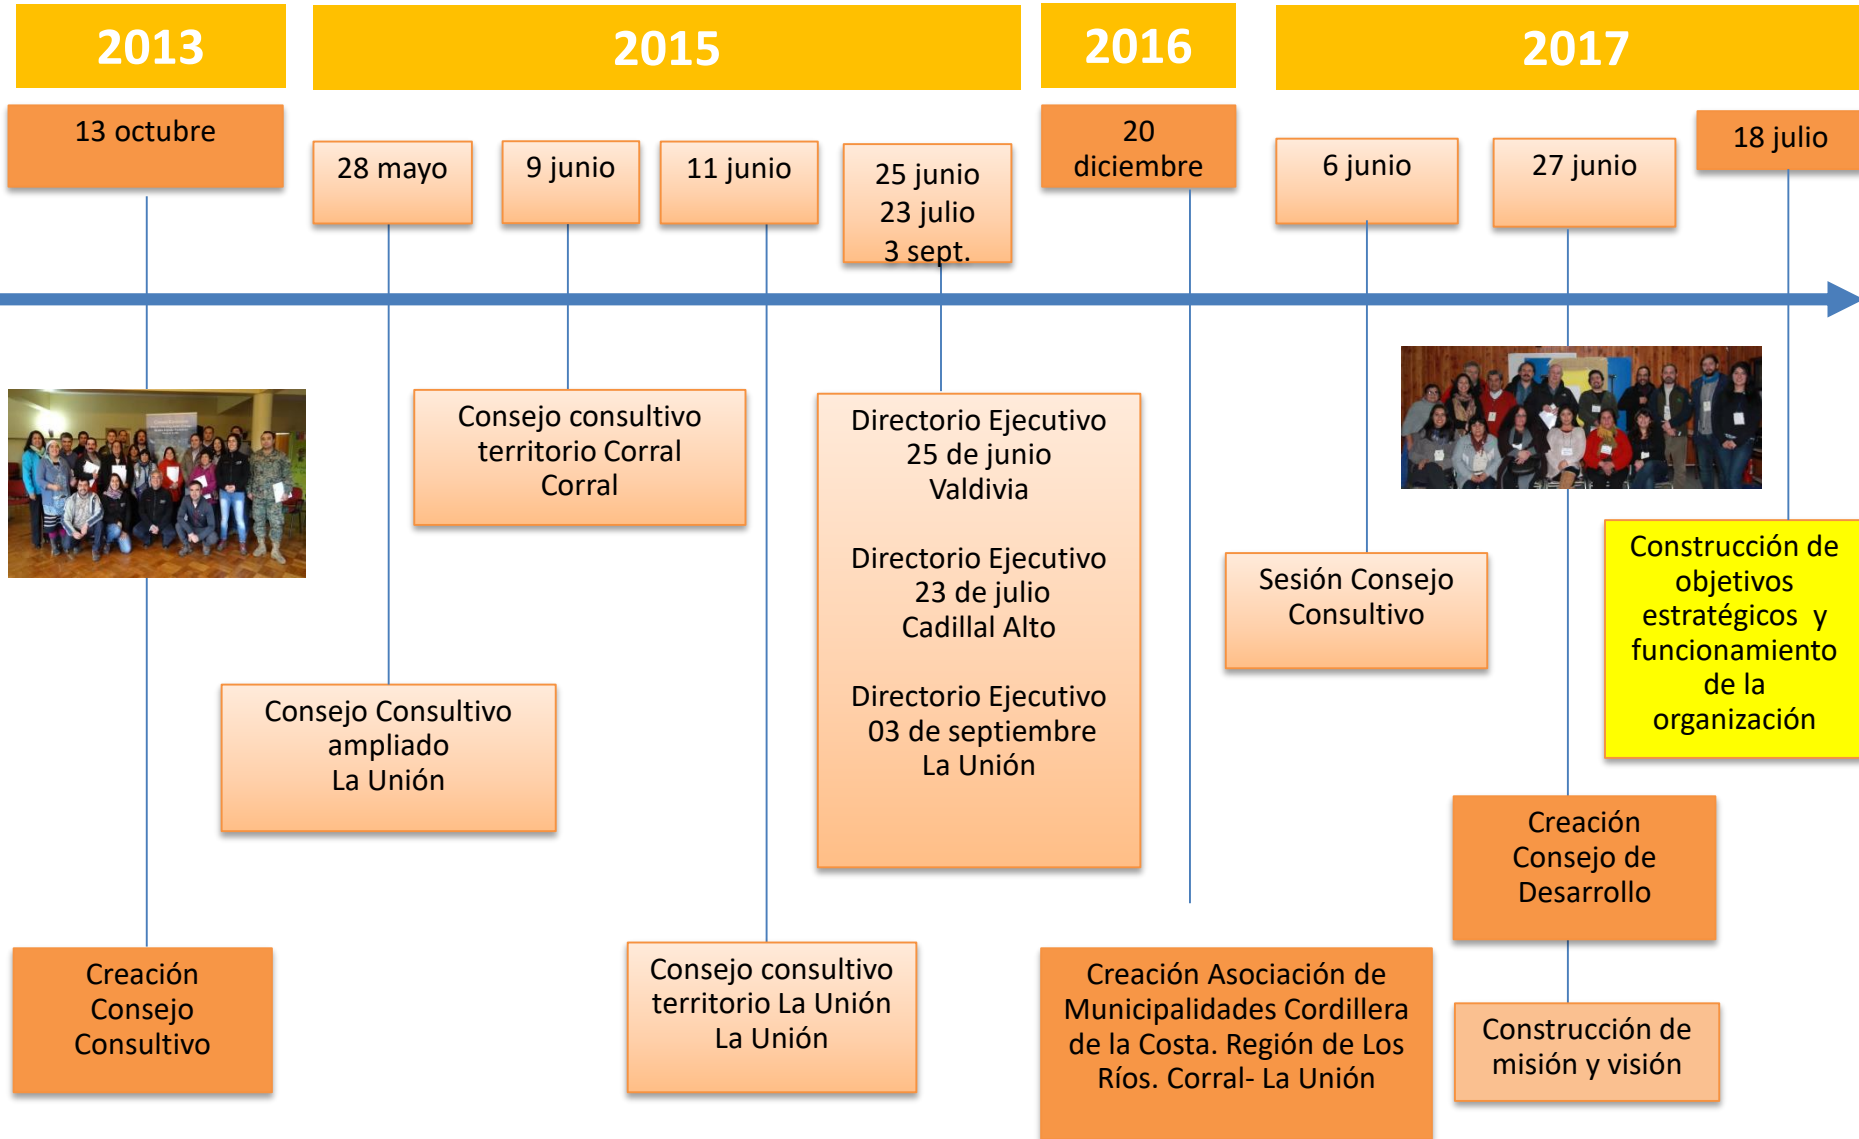 2013
2015
2016
2017
13 octubre
28 mayo
9 junio
11 junio
25 junio
23 julio
3 sept.
20
diciembre
6 junio
27 junio
18 julio
Consejo consultivo
territorio Corral
Corral
Directorio Ejecutivo
25 de junio
Valdivia
Directorio Ejecutivo
23 de julio
Cadillal Alto
Directorio Ejecutivo
03 de septiembre
La Unión
Sesión Consejo
Consultivo
Construcción de
objetivos
estratégicos y
funcionamiento
de la
organización
Consejo Consultivo
ampliado
La Unión
Creación
Consejo de
Desarrollo
Creación
Consejo
Consultivo
Consejo consultivo
territorio La Unión
La Unión
Creación Asociación de
Municipalidades Cordillera
de la Costa. Región de Los
Ríos. Corral- La Unión
Construcción de
misión y visión